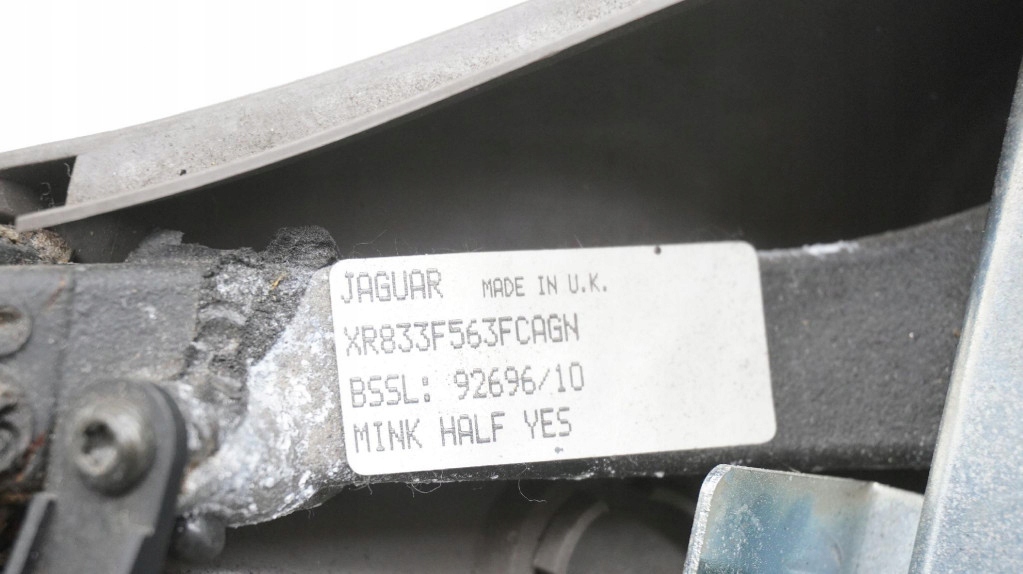 JAGUAR MADE IN U.K.
XR833F563FCAGN
BSSL: 92696/10
MINK HALF YES